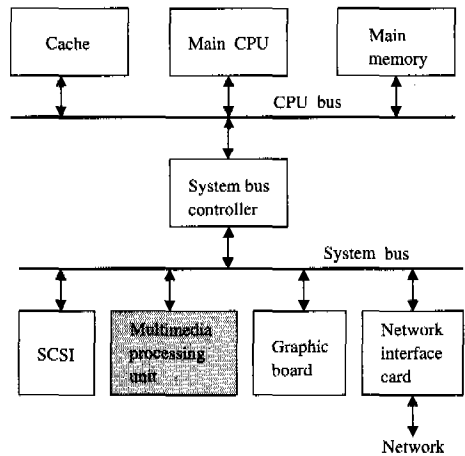 Cache
Main CPU
Main
memory
CPU bus
System bus
controller
System bus
SCSI
Multimedia
processing
unit
Graphic
board
Network
interface
card
Network